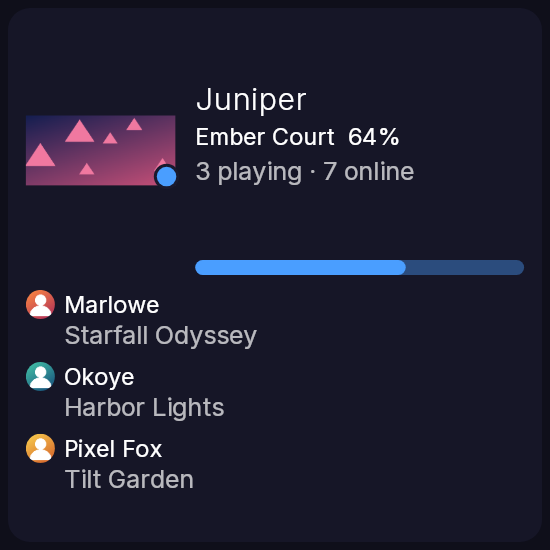 Juniper
Ember Court 64%
3 playing · 7 online
Marlowe
Starfall Odyssey
Okoye
Harbor Lights
Pixel Fox
Tilt Garden